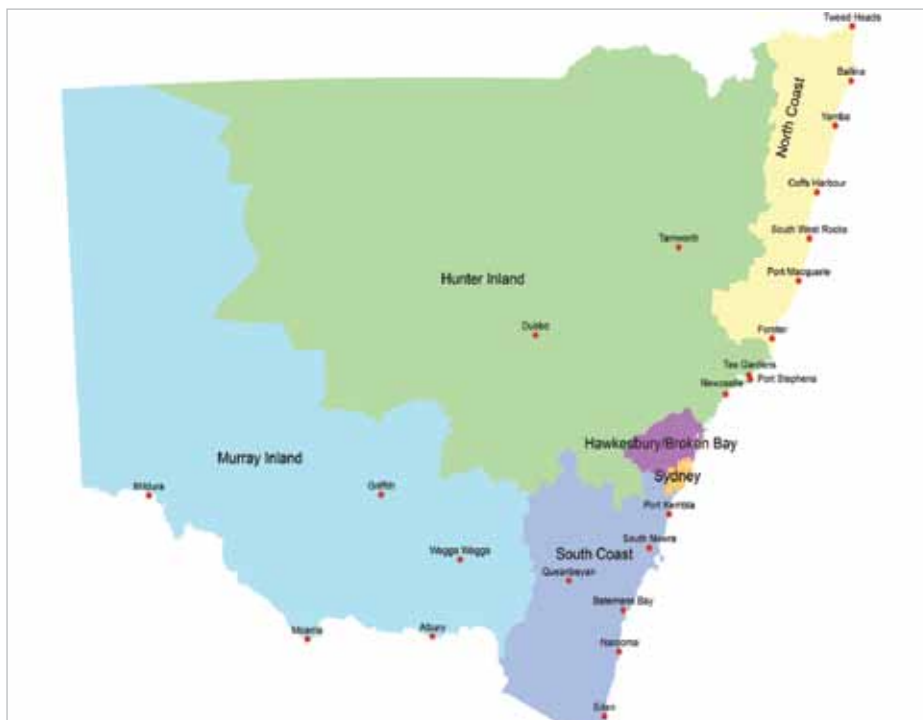 Tweed Heads
Ballina
Yamba
North Coast
Coffs Harbour
South West Rocks
Tamworth
Port Macquarie
Hunter Inland
Dubbo
Forster
Tea Gardens
Port Stephens
Newcastle
Hawkesbury/Broken Bay
Murray Inland
Sydney
Mildura
Griffith
Port Kembla
South Nowra
Wagga Wagga
South Coast
Queanbeyan
Batemans Bay
Moama
Albury
Narooma
Eden